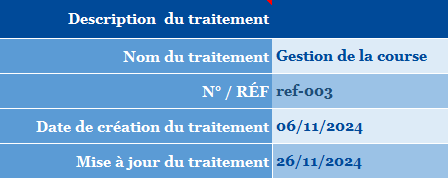 Description  du traitement
Nom du traitement Gestion de la course
N° / RÉF ref-003
Date de création du traitement 06/11/2024
Mise à jour du traitement 26/11/2024